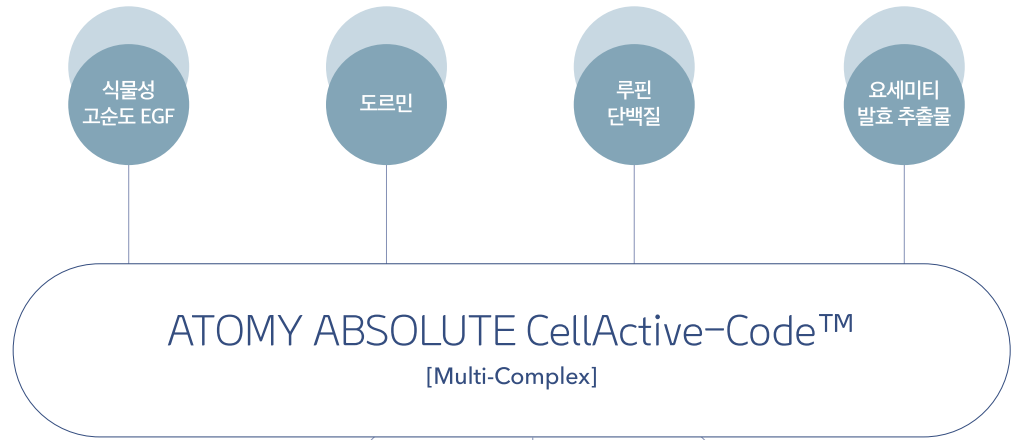 식물성
고순도 EGF
도르민
루핀
단백질
요세미티
발효 추출물
ATOMY ABSOLUTE CellActive-Code™
[Multi-Complex]